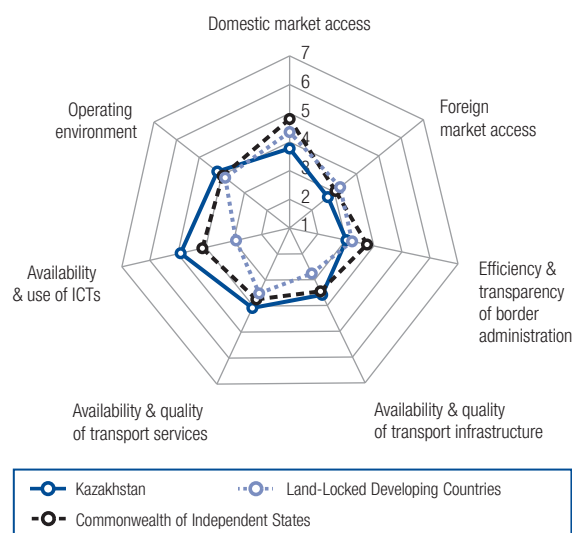 Domestic market access
7
6
5
4
3
2
1
Foreign
market access
Efficiency &
transparency
of border
administration
Availability & quality
of transport infrastructure
Availability & quality
of transport services
Availability
& use of ICTs
Operating
environment
Kazakhstan
Land-Locked Developing Countries
Commonwealth of Independent States